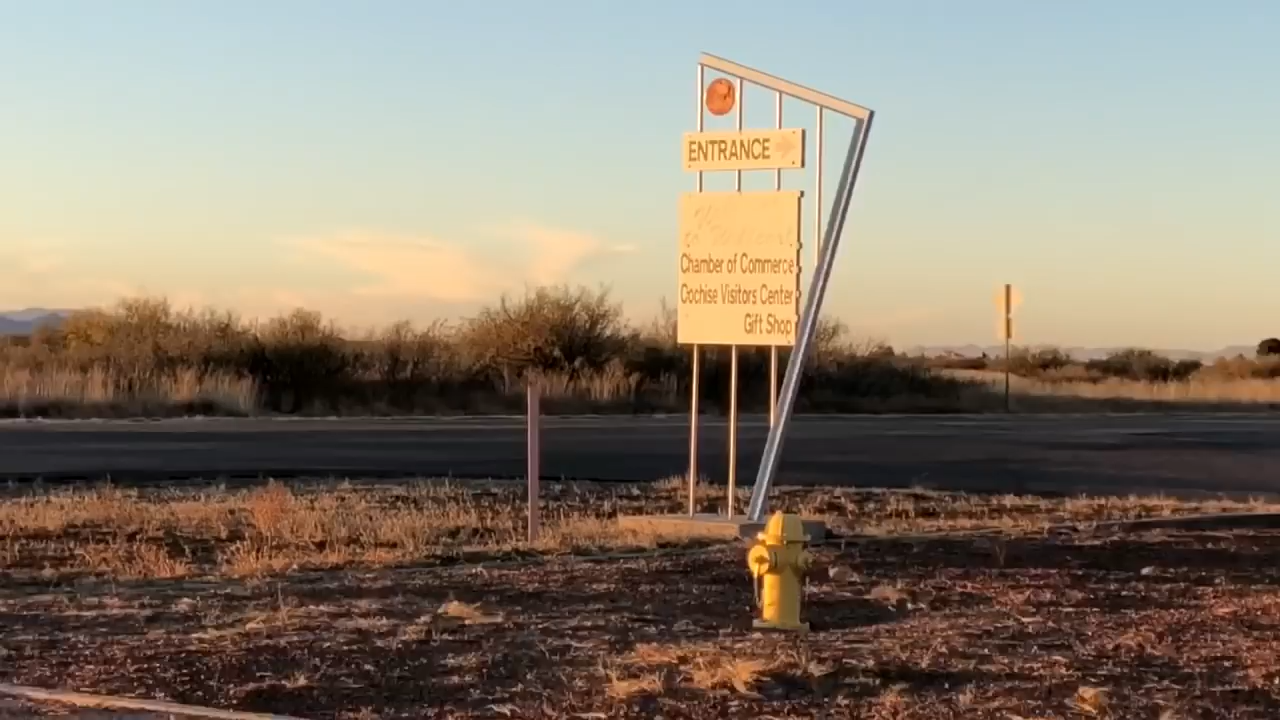 ENTRANCE
Chamber of Commerce
Cochise Visitors Center
Gift Shop